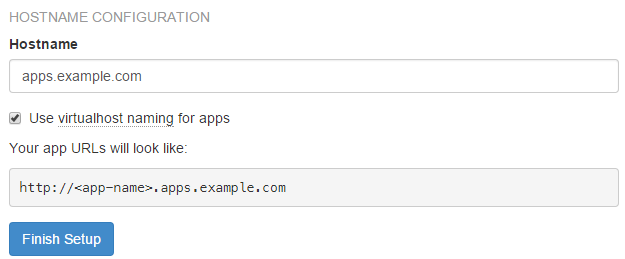 HOSTNAME CONFIGURATION
Hostname
apps.example.com
Use virtualhost naming for apps
Your app URLs will look like:
http://<app-name>.apps.example.com
Finish Setup